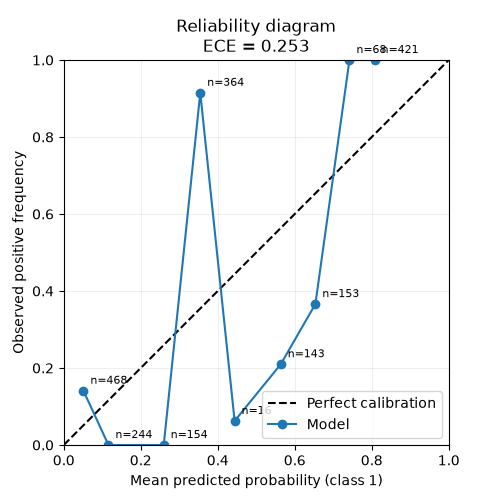 Reliability diagram
ECE = 0.253
n=68
n=421
n=364
n=153
n=143
n=468
n=16
n=244
n=154
Perfect calibration
Model
Observed positive frequency
1.0
0.8
0.6
0.4
0.2
0.0
0.0 0.2 0.4 0.6 0.8 1.0
Mean predicted probability (class 1)